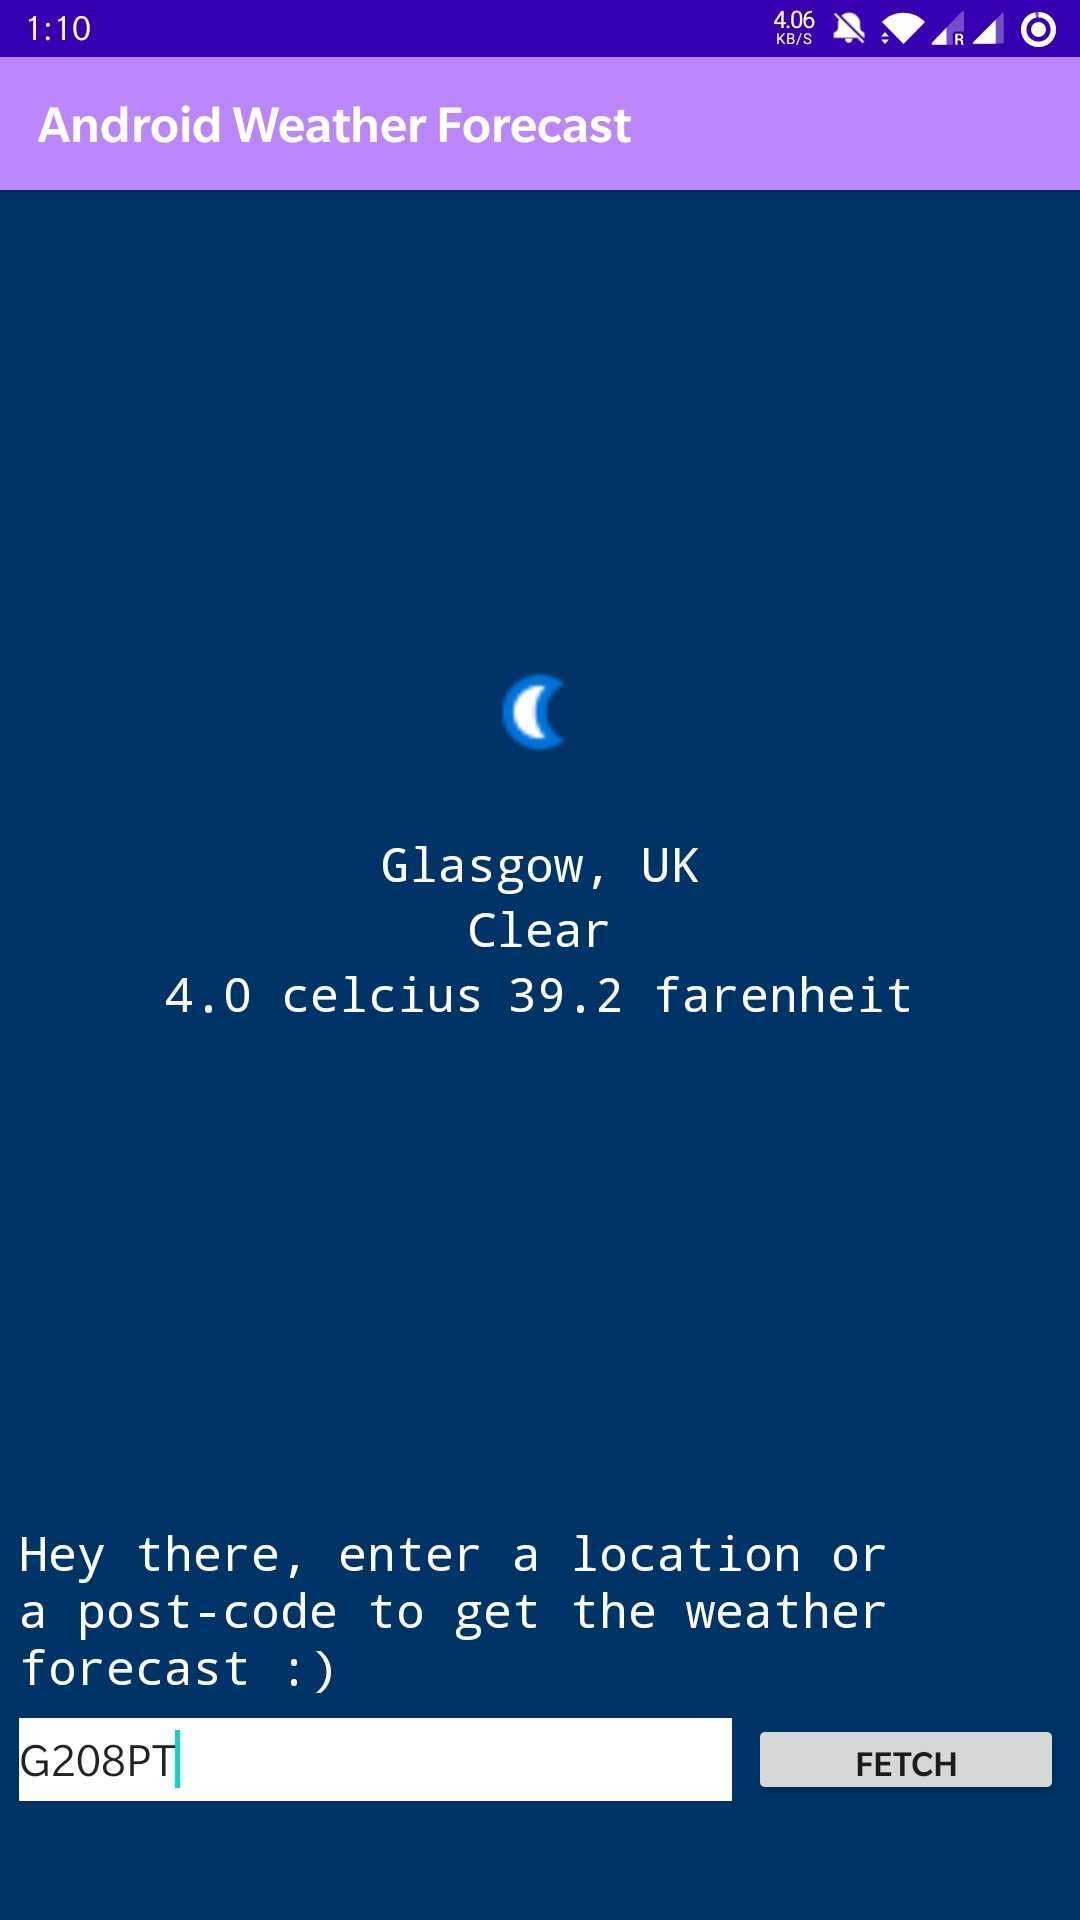 1:10
4.06
KB/S
R
Android Weather Forecast
Glasgow, UK
Clear
4.0 celcius 39.2 farenheit
Hey there, enter a location or
a post-code to get the weather
forecast :)
G208PT
FETCH